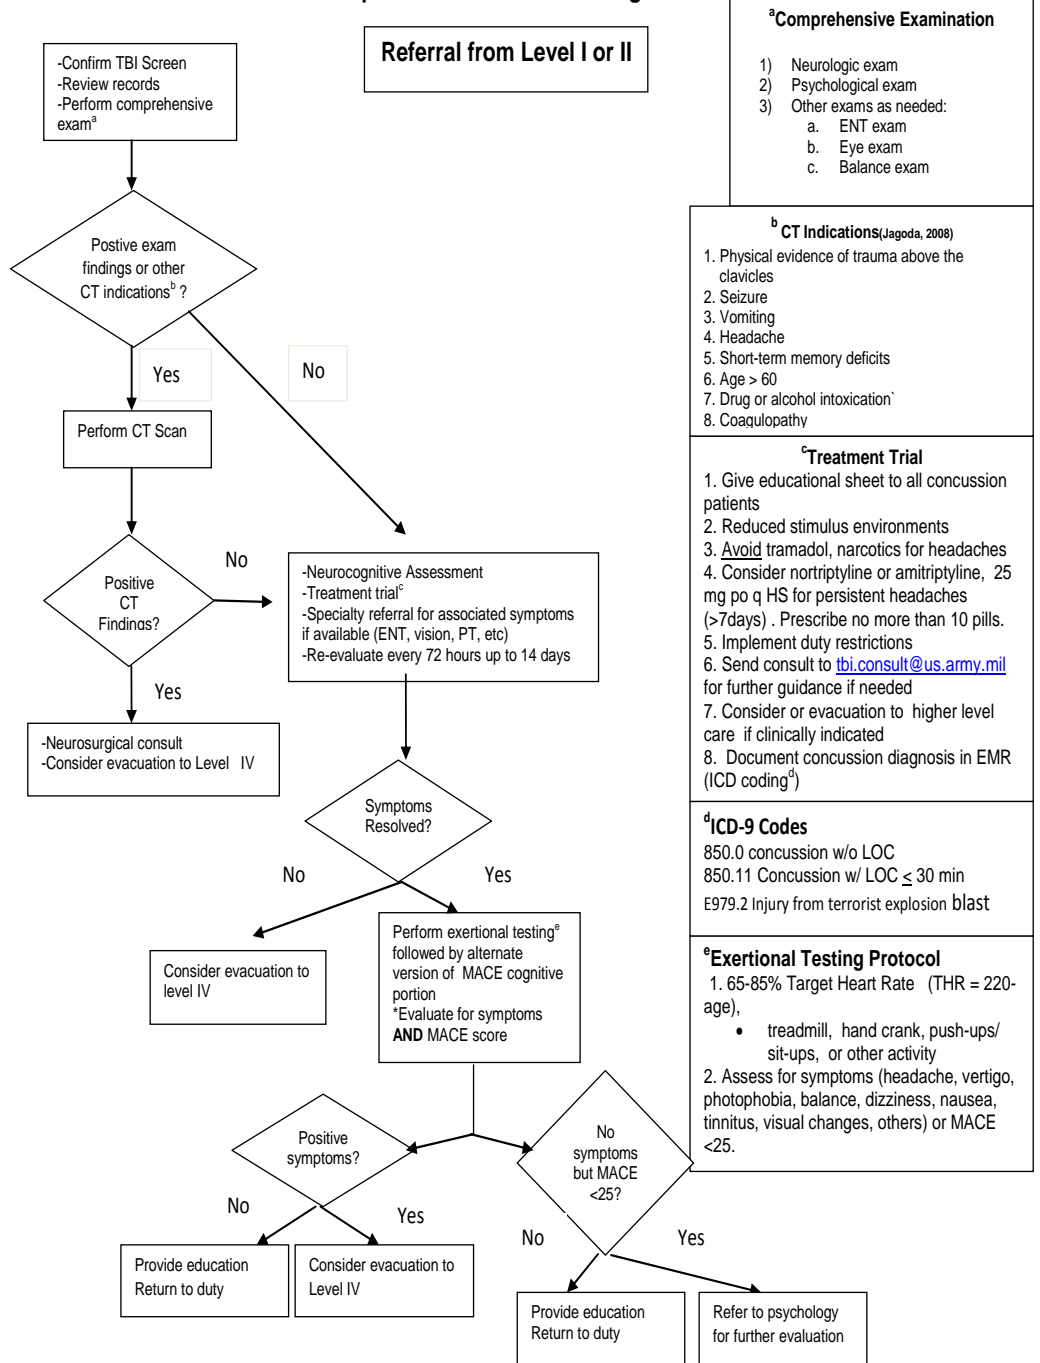 Referral from Level I or II
-Confirm TBI Screen
-Review records
-Perform comprehensive
exam^a
Postive exam
findings or other
CT indications^b ?
Yes
No
Perform CT Scan
Positive
CT
Findings?
No
Yes
-Neurosurgical consult
-Consider evacuation to Level IV
-Neurocognitive Assessment
-Treatment trial^c
-Specialty referral for associated symptoms
if available (ENT, vision, PT, etc)
-Re-evaluate every 72 hours up to 14 days
Symptoms
Resolved?
No
Yes
Consider evacuation to
level IV
Perform exertional testing^e
followed by alternate
version of MACE cognitive
portion
*Evaluate for symptoms
AND MACE score
Positive
symptoms?
No
Yes
Provide education
Return to duty
Consider evacuation to
Level IV
No
symptoms
but MACE
<25?
No
Yes
Provide education
Return to duty
Refer to psychology
for further evaluation
^aComprehensive Examination
1) Neurologic exam
2) Psychological exam
3) Other exams as needed:
a. ENT exam
b. Eye exam
c. Balance exam
^b CT Indications(Jagoda, 2008)
1. Physical evidence of trauma above the
clavicles
2. Seizure
3. Vomiting
4. Headache
5. Short-term memory deficits
6. Age > 60
7. Drug or alcohol intoxication`
8. Coagulopathy
^cTreatment Trial
1. Give educational sheet to all concussion
patients
2. Reduced stimulus environments
3. Avoid tramadol, narcotics for headaches
4. Consider nortriptyline or amitriptyline, 25
mg po q HS for persistent headaches
(>7days) . Prescribe no more than 10 pills.
5. Implement duty restrictions
6. Send consult to tbi.consult@us.army.mil
for further guidance if needed
7. Consider or evacuation to higher level
care if clinically indicated
8. Document concussion diagnosis in EMR
(ICD coding^d)
^dICD-9 Codes
850.0 concussion w/o LOC
850.11 Concussion w/ LOC ≤ 30 min
E979.2 Injury from terrorist explosion blast
^eExertional Testing Protocol
1. 65-85% Target Heart Rate (THR = 220-
age),
• treadmill, hand crank, push-ups/
sit-ups, or other activity
2. Assess for symptoms (headache, vertigo,
photophobia, balance, dizziness, nausea,
tinnitus, visual changes, others) or MACE
<25.